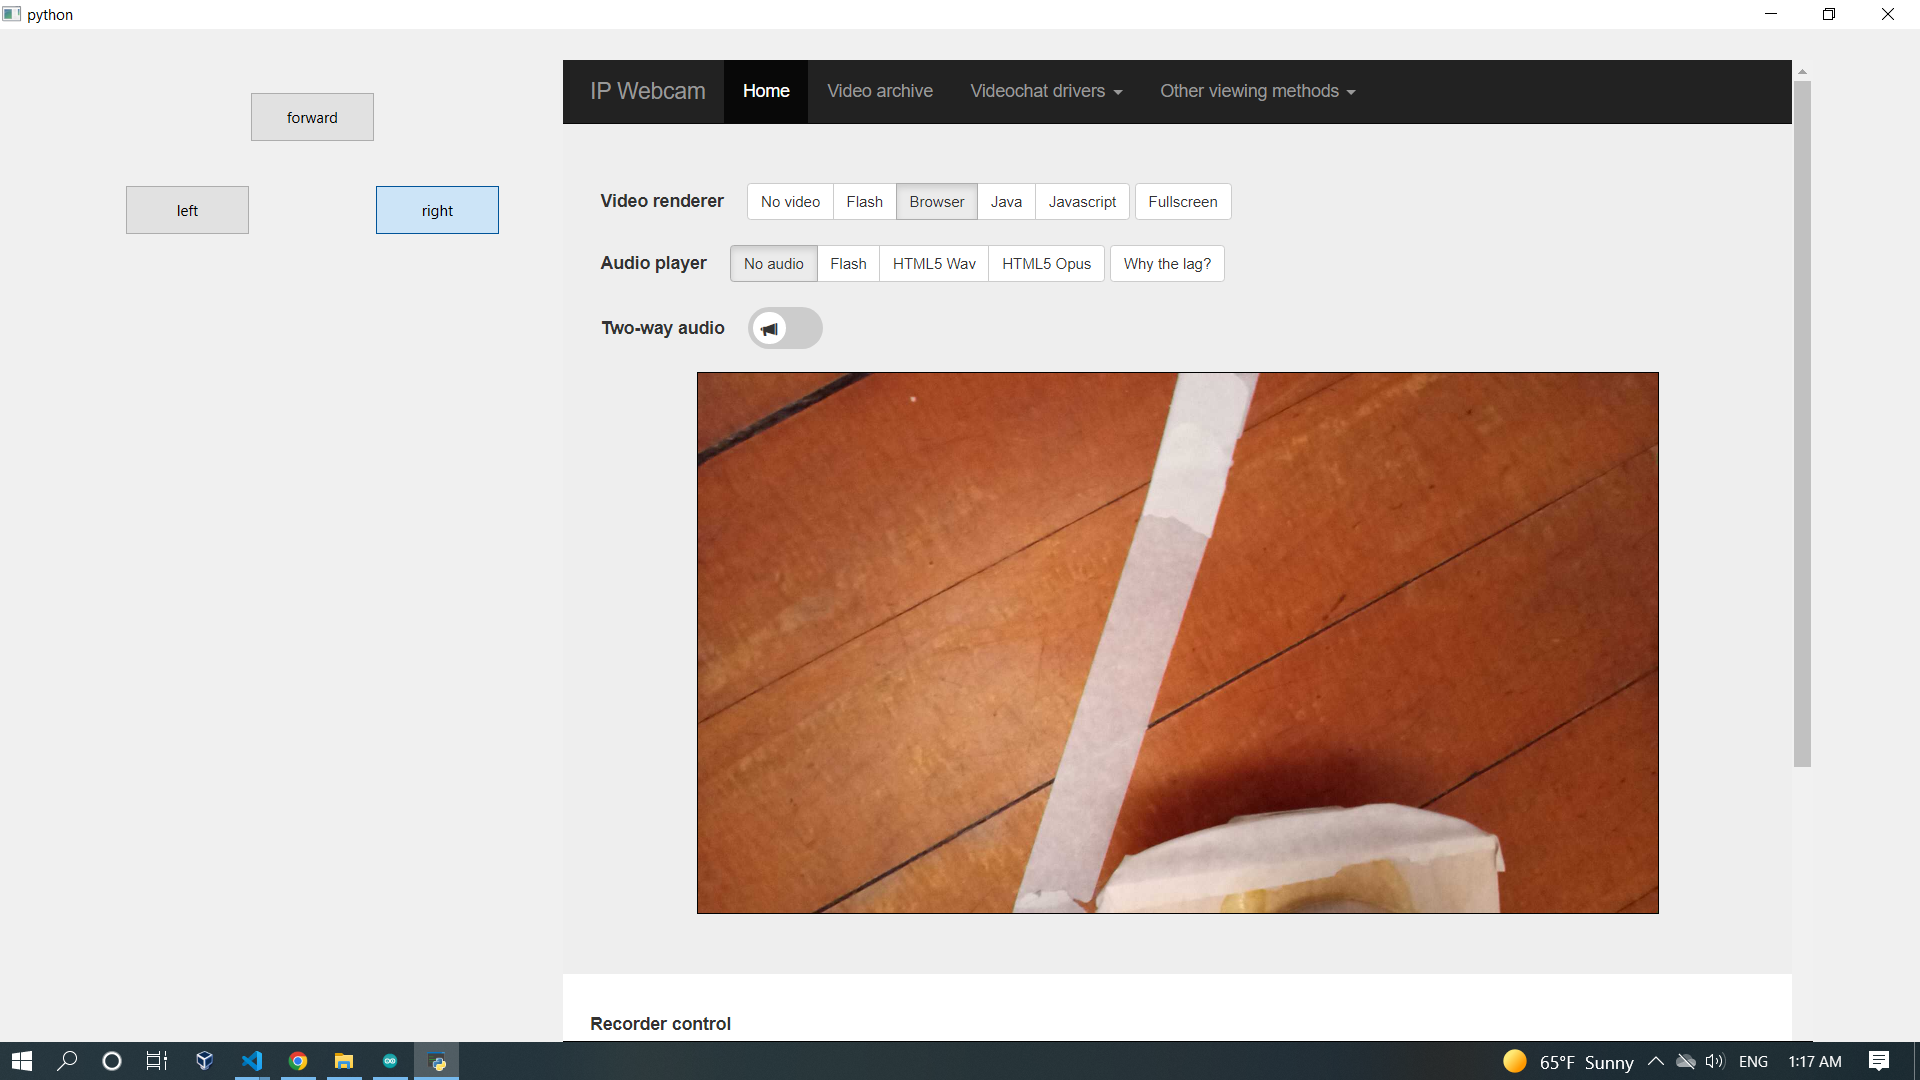 python
forward
left
right
IP Webcam Home Video archive Videochat drivers Other viewing methods
Video renderer No video Flash Browser Java Javascript Fullscreen
Audio player No audio Flash HTML5 Wav HTML5 Opus Why the lag?
Two-way audio
Recorder control
65°F Sunny ENG 1:17 AM